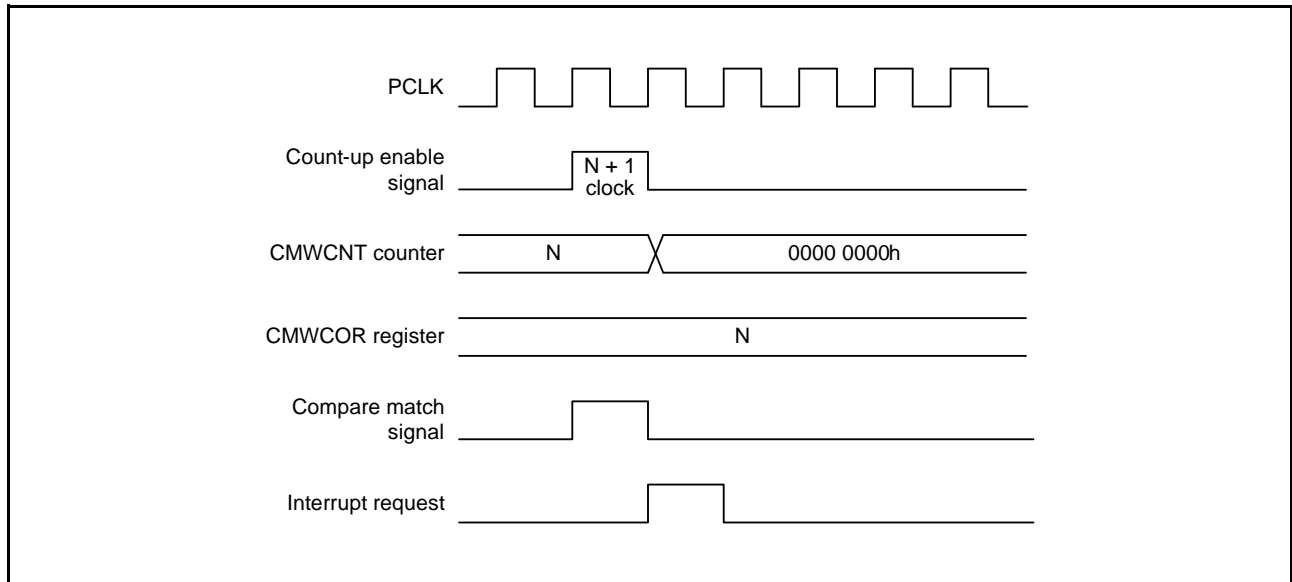 PCLK
Count-up enable
signal
N + 1
clock
CMWCNT counter
N
0000 0000h
CMWCOR register
N
Compare match
signal
Interrupt request